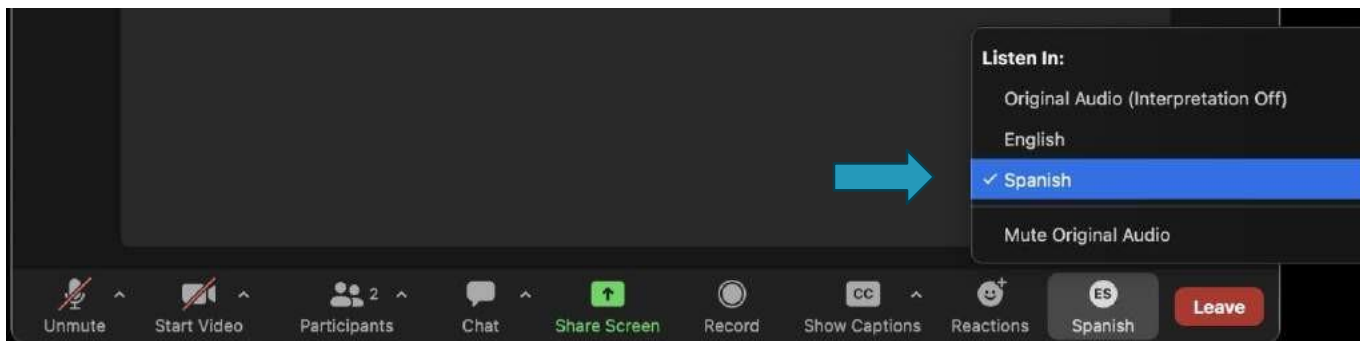 Listen In:
Original Audio (Interpretation Off)
English
✓ Spanish
Mute Original Audio
2
CC
ES
Unmute
Start Video
Participants
Chat
Share Screen
Record
Show Captions
Reactions
Spanish
Leave